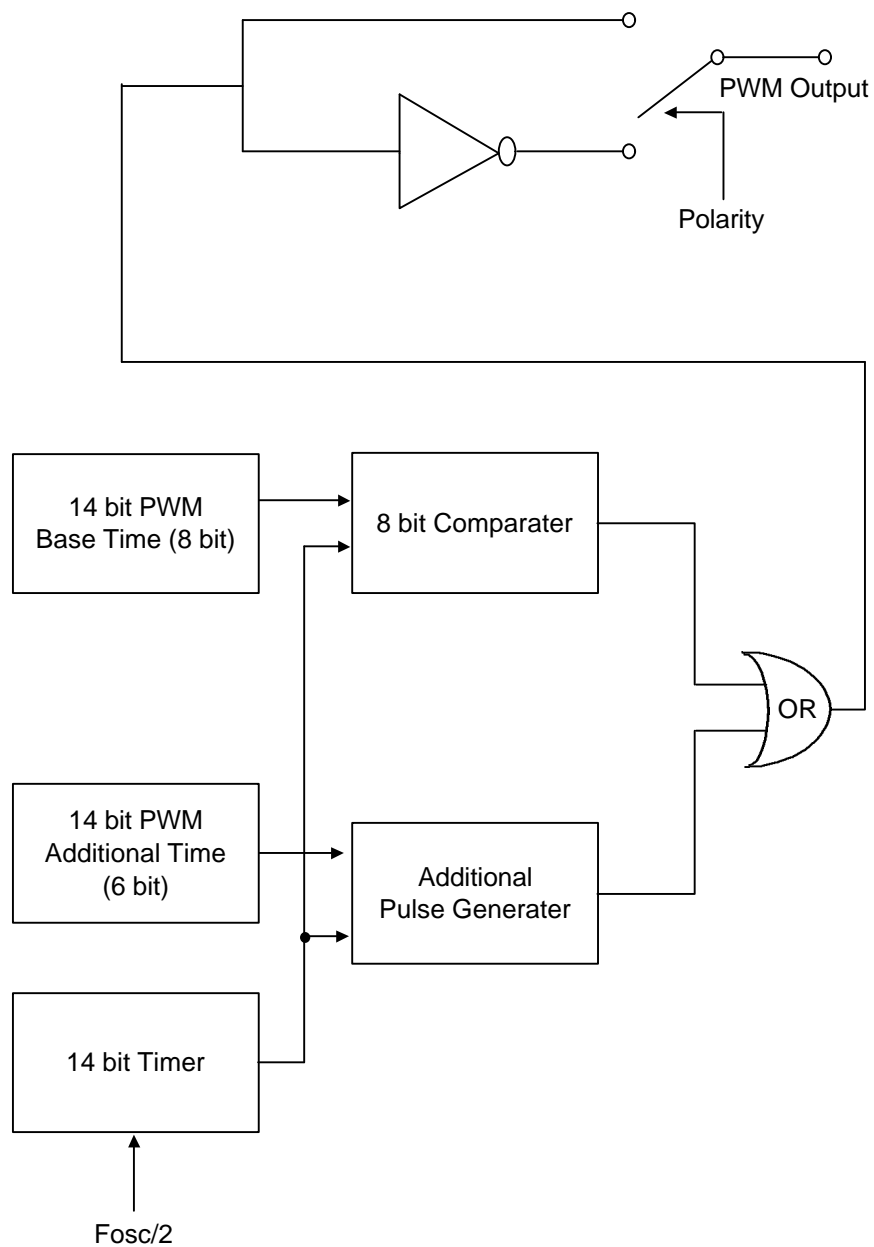 PWM Output
Polarity
14 bit PWM
Base Time (8 bit)
8 bit Comparater
OR
14 bit PWM
Additional Time
(6 bit)
Additional
Pulse Generater
14 bit Timer
Fosc/2